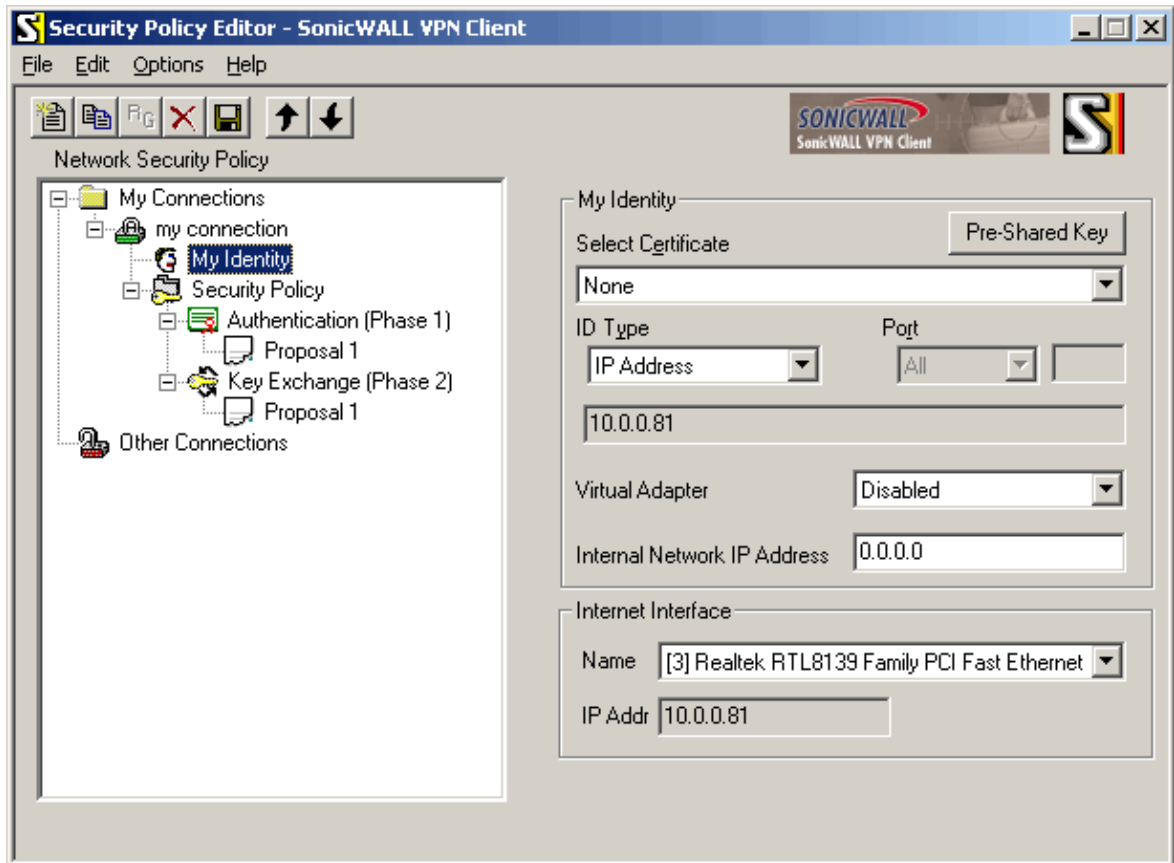 Security Policy Editor - SonicWALL VPN Client
File Edit Options Help
RG
SONICWALL
SonicWALL VPN Client
S
Network Security Policy
My Connections
my connection
My Identity
Security Policy
Authentication (Phase 1)
Proposal 1
Key Exchange (Phase 2)
Proposal 1
Other Connections
My Identity
Pre-Shared Key
Select Certificate
None
ID Type Port
IP Address All
10.0.0.81
Virtual Adapter Disabled
Internal Network IP Address 0.0.0.0
Internet Interface
Name [3] Realtek RTL8139 Family PCI Fast Ethernet
IP Addr 10.0.0.81